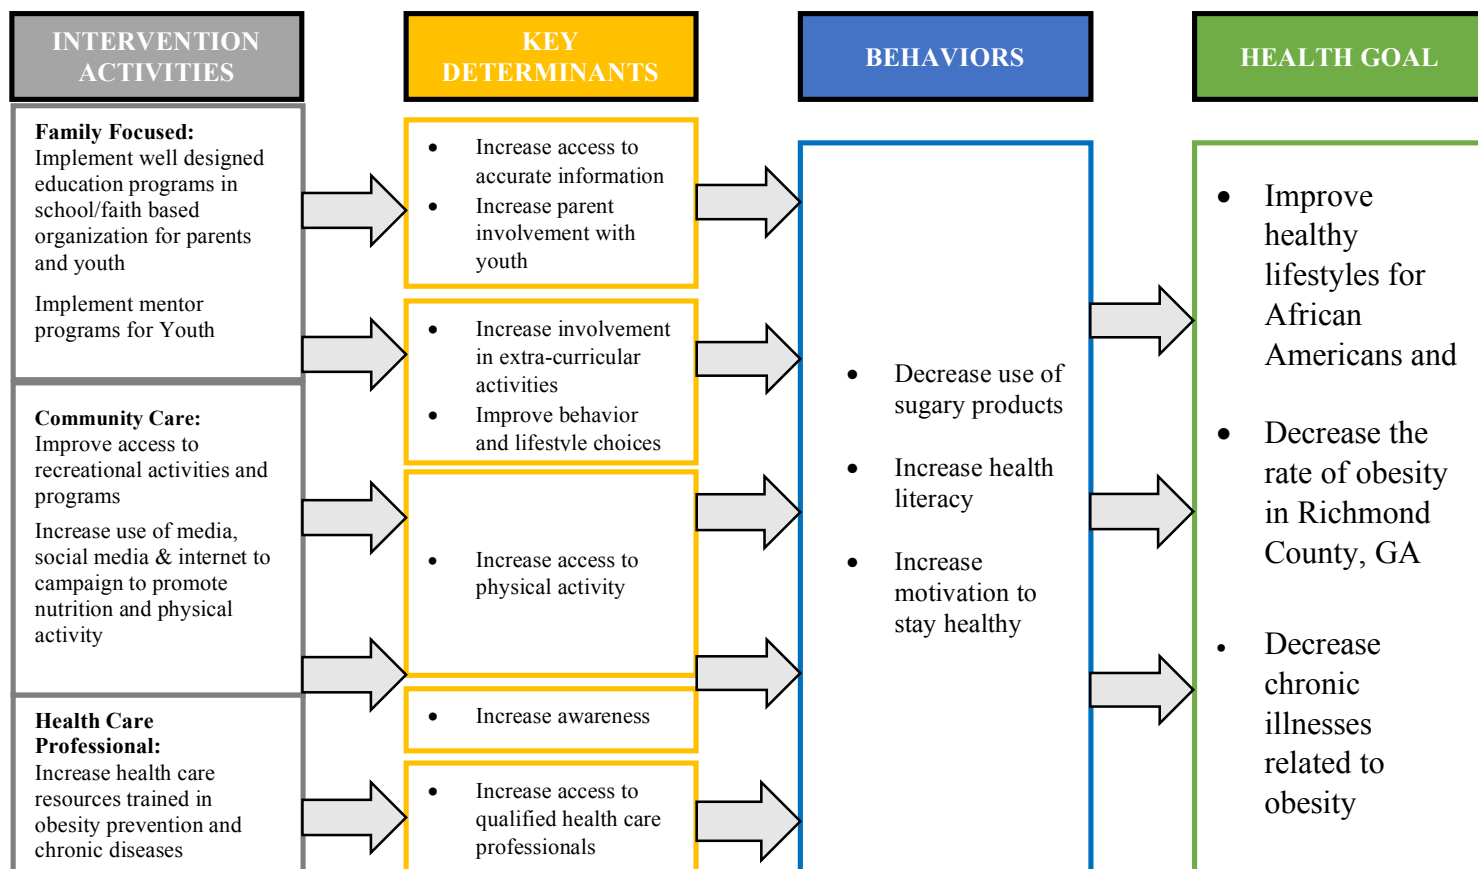 INTERVENTION
ACTIVITIES
Family Focused:
Implement well designed
education programs in
school/faith based
organization for parents
and youth
Implement mentor
programs for Youth
Community Care:
Improve access to
recreational activities and
programs
Increase use of media,
social media & internet to
campaign to promote
nutrition and physical
activity
Health Care
Professional:
Increase health care
resources trained in
obesity prevention and
chronic diseases
KEY
DETERMINANTS
• Increase access to
accurate information
• Increase parent
involvement with
youth
• Increase involvement
in extra-curricular
activities
• Improve behavior
and lifestyle choices
• Increase access to
physical activity
• Increase awareness
• Increase access to
qualified health care
professionals
BEHAVIORS
• Decrease use of
sugary products
• Increase health
literacy
• Increase
motivation to
stay healthy
HEALTH GOAL
• Improve
healthy
lifestyles for
African
Americans and
• Decrease the
rate of obesity
in Richmond
County, GA
• Decrease
chronic
illnesses
related to
obesity